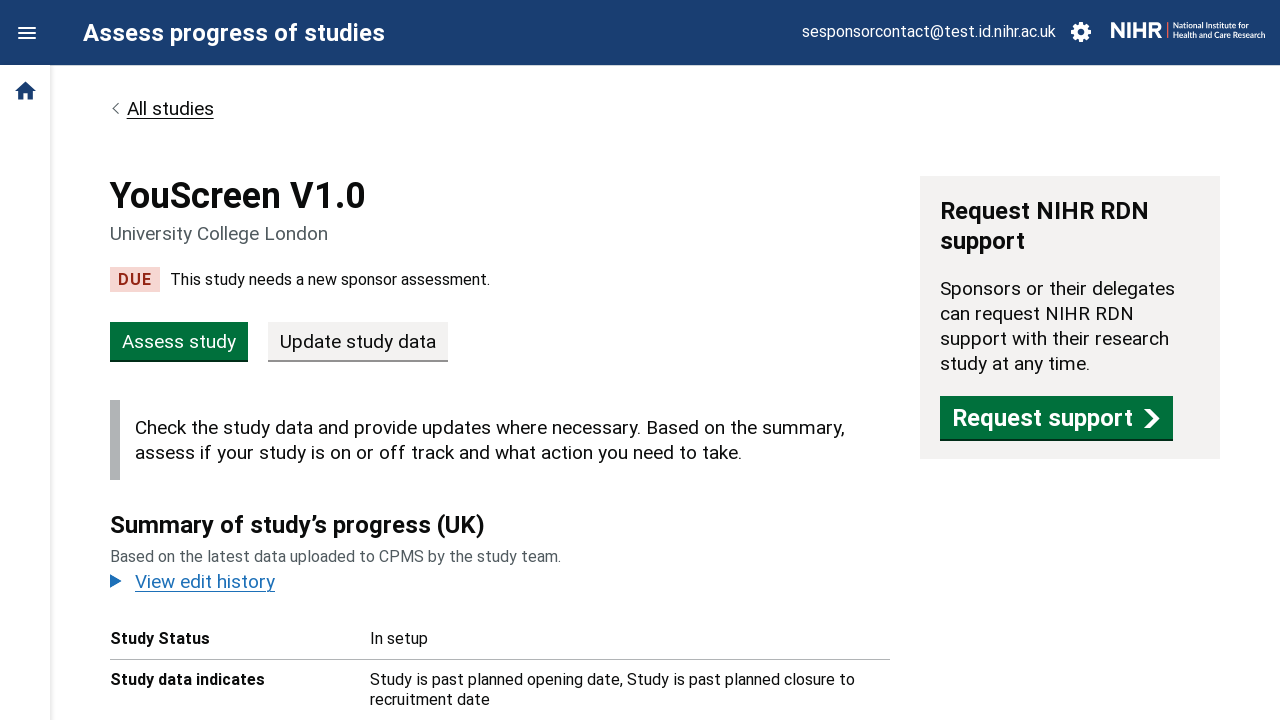 Assess progress of studies
sesponsorcontact@test.id.nihr.ac.uk
NIHR National Institute for
Health and Care Research
All studies
YouScreen V1.0
University College London
DUE This study needs a new sponsor assessment.
Assess study
Update study data
Check the study data and provide updates where necessary. Based on the summary,
assess if your study is on or off track and what action you need to take.
Summary of study’s progress (UK)
Based on the latest data uploaded to CPMS by the study team.
View edit history
Study Status In setup
Study data indicates Study is past planned opening date, Study is past planned closure to
recruitment date
Request NIHR RDN
support
Sponsors or their delegates
can request NIHR RDN
support with their research
study at any time.
Request support